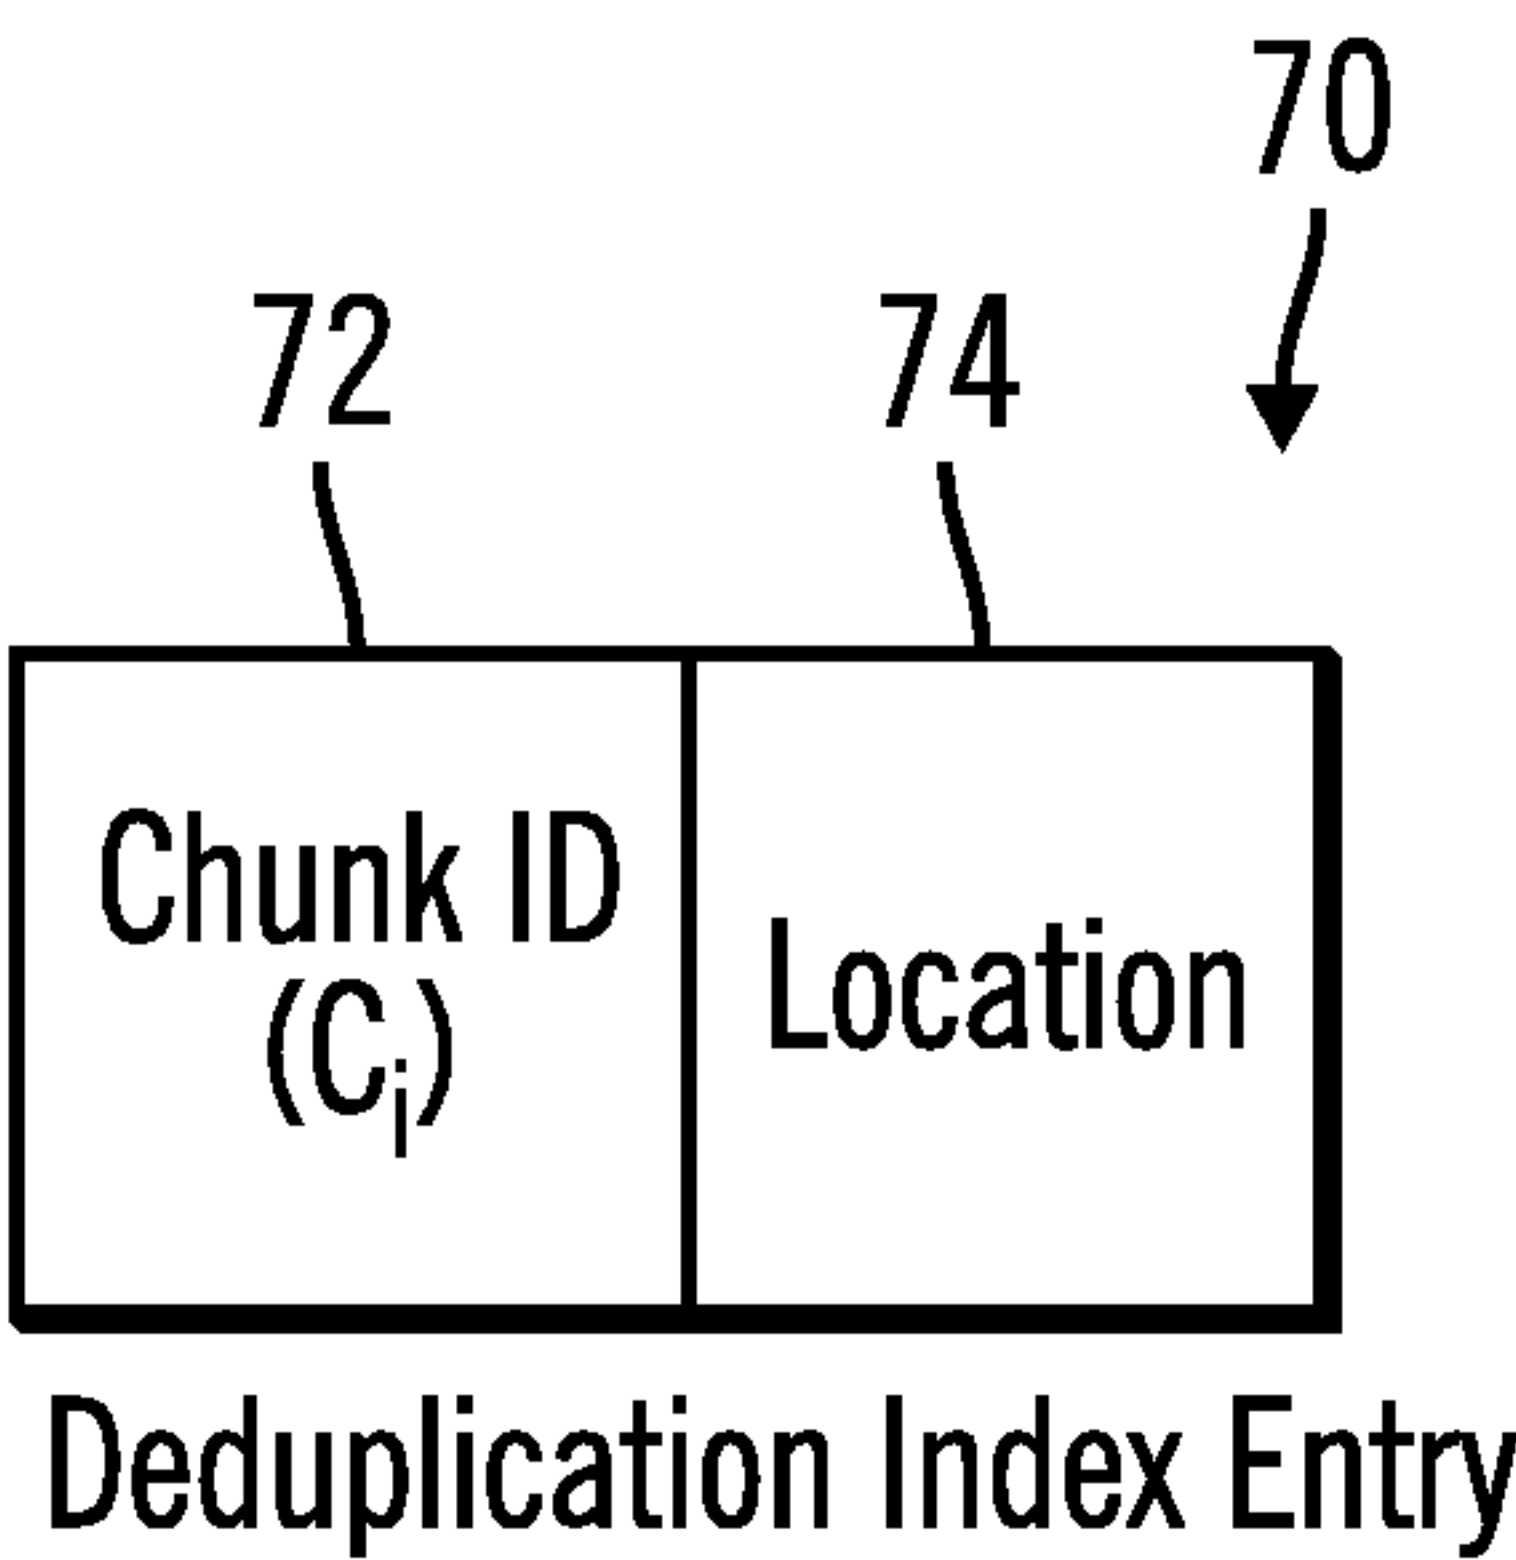 70
72 74
Chunk ID
(Ci)
Location
Deduplication Index Entry